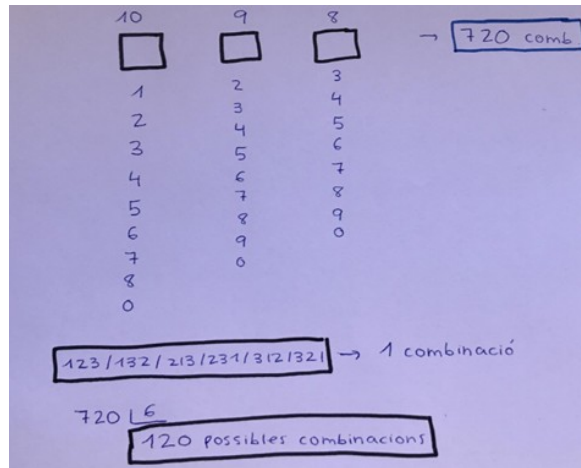 10 9 8
→ 720 comb
1 2 3
2 3 4
3 4 5
4 5 6
5 6 7
6 7 8
7 8 9
8 9 0
0 0
123/132/213/231/312/321 → 1 combinació
720 6
120 possibles combinacions